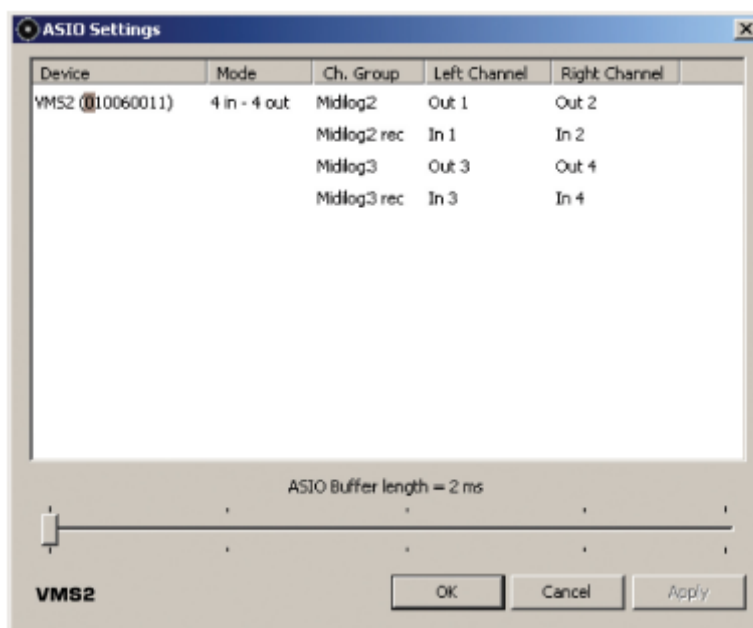 ASIO Settings
Device Mode Ch. Group Left Channel Right Channel
VMS2 (010060011) 4 in - 4 out Midilog2 Out 1 Out 2
Midilog2 rec In 1 In 2
Midilog3 Out 3 Out 4
Midilog3 rec In 3 In 4
ASIO Buffer length = 2 ms
VMS2 OK Cancel Apply